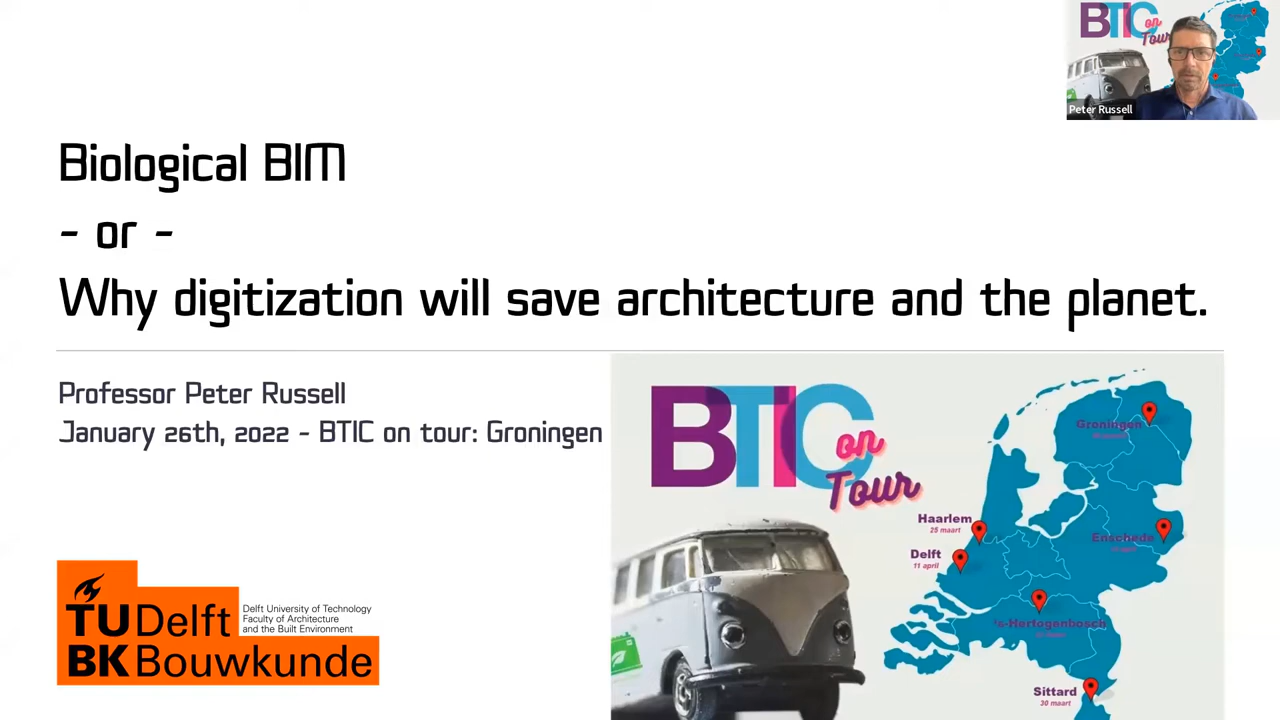 BTIC on Tour
Peter Russell
Biological BIM
- or -
Why digitization will save architecture and the planet.
Professor Peter Russell
January 26th, 2022 - BTIC on tour: Groningen
BTIC on Tour
Groningen
Haarlem
25 maart
Enschede
Delft
11 april
's-Hertogenbosch
Sittard
30 maart
TU Delft
Delft University of Technology
Faculty of Architecture
and the Built Environment
BK Bouwkunde